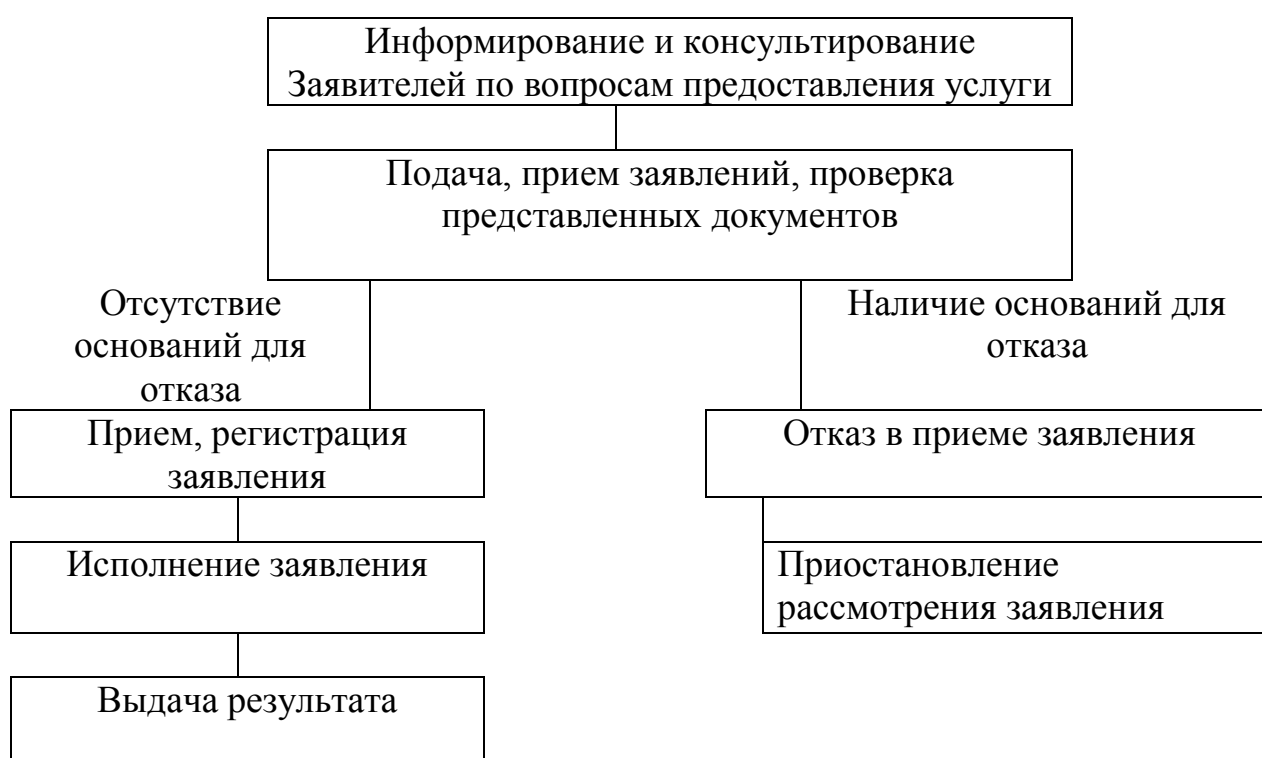 Информирование и консультирование
Заявителей по вопросам предоставления услуги
Подача, прием заявлений, проверка
представленных документов
Отсутствие
оснований для
отказа
Наличие оснований для
отказа
Прием, регистрация
заявления
Отказ в приеме заявления
Исполнение заявления
Приостановление
рассмотрения заявления
Выдача результата